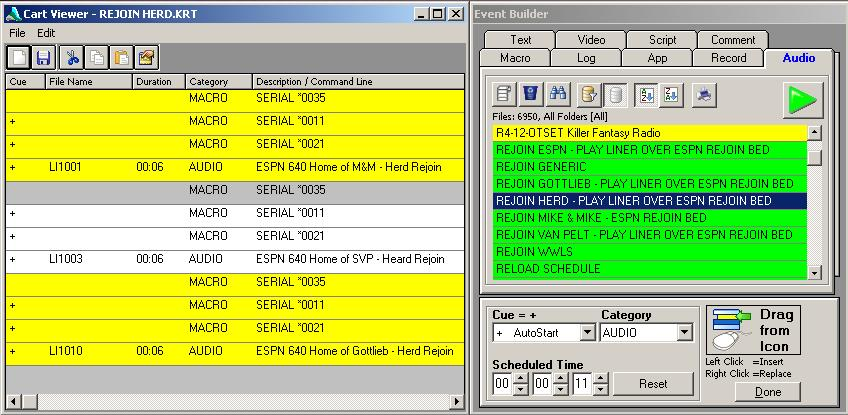 Cart Viewer - REJOIN HERD.KRT
File Edit
Cue File Name Duration Category Description / Command Line
MACRO SERIAL *0035
+ MACRO SERIAL *0011
+ MACRO SERIAL *0021
+ LI1001 00:06 AUDIO ESPN 640 Home of M&M - Herd Rejoin
MACRO SERIAL *0035
+ MACRO SERIAL *0011
+ MACRO SERIAL *0021
+ LI1003 00:06 AUDIO ESPN 640 Home of SVP - Heard Rejoin
MACRO SERIAL *0035
+ MACRO SERIAL *0011
+ MACRO SERIAL *0021
+ LI1010 00:06 AUDIO ESPN 640 Home of Gottlieb - Herd Rejoin
Event Builder
Text Video Script Comment
Macro Log App Record Audio
Files: 6950, All Folders [All]
R4-12-OTSET Killer Fantasy Radio
REJOIN ESPN - PLAY LINER OVER ESPN REJOIN BED
REJOIN GENERIC
REJOIN GOTTLIEB - PLAY LINER OVER ESPN REJOIN BED
REJOIN HERD - PLAY LINER OVER ESPN REJOIN BED
REJOIN MIKE & MIKE - ESPN REJOIN BED
REJOIN VAN PELT - PLAY LINER OVER ESPN REJOIN BED
REJOIN WWLS
RELOAD SCHEDULE
Cue = + Category
+ AutoStart AUDIO
Scheduled Time
00 00 11 Reset
Drag
from
Icon
Left Click =Insert
Right Click =Replace
Done